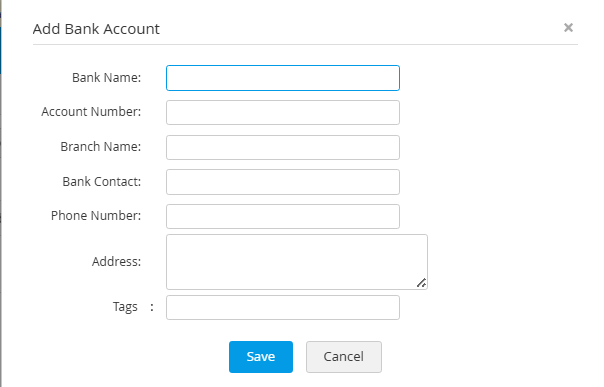 Add Bank Account ×
Bank Name:
Account Number:
Branch Name:
Bank Contact:
Phone Number:
Address:
Tags :
Save Cancel